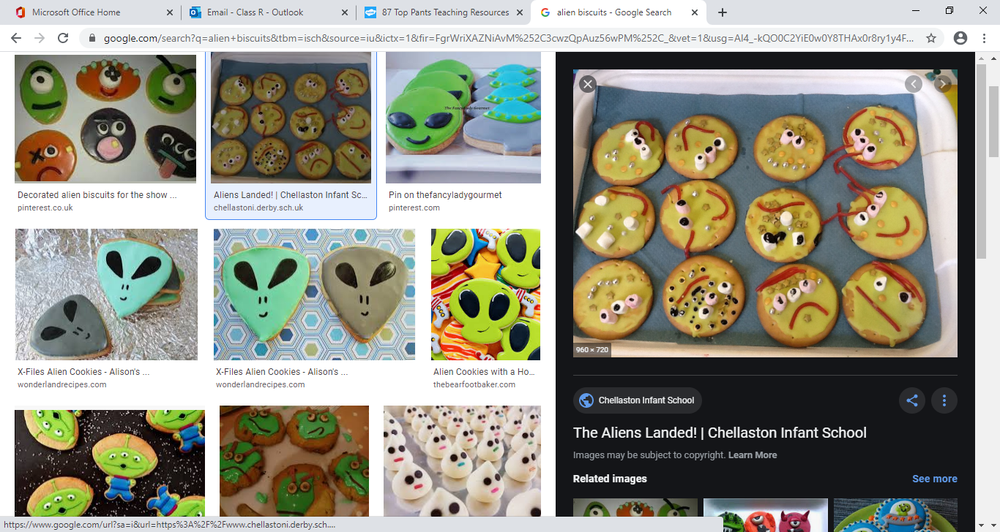 Microsoft Office Home
Email - Class R - Outlook
87 Top Pants Teaching Resources
alien biscuits - Google Search
google.com/search?q=alien+biscuits&tbm=isch&source=iu&ictx=1&fir=FgrWriXAZNiAvM%252C3cwzQpAuz56wPM%252C_&vet=1&usg=AI4_-kQO0C2YiE0w0Y8THAx0r8ry1y4F...
The Fancy Lady Gourmet
Decorated alien biscuits for the show ...
pinterest.co.uk
Aliens Landed! | Chellaston Infant Sc...
chellastoni.derby.sch.uk
Pin on thefancyladygourmet
pinterest.com
X-Files Alien Cookies - Alison's ...
wonderlandrecipes.com
X-Files Alien Cookies - Alison's ...
wonderlandrecipes.com
Alien Cookies with a Ho...
thebearfootbaker.com
960 × 720
Chellaston Infant School
The Aliens Landed! | Chellaston Infant School
Images may be subject to copyright. Learn More
Related images
See more
https://www.google.com/url?sa=i&url=https%3A%2F%2Fwww.chellastoni.derby.sch....